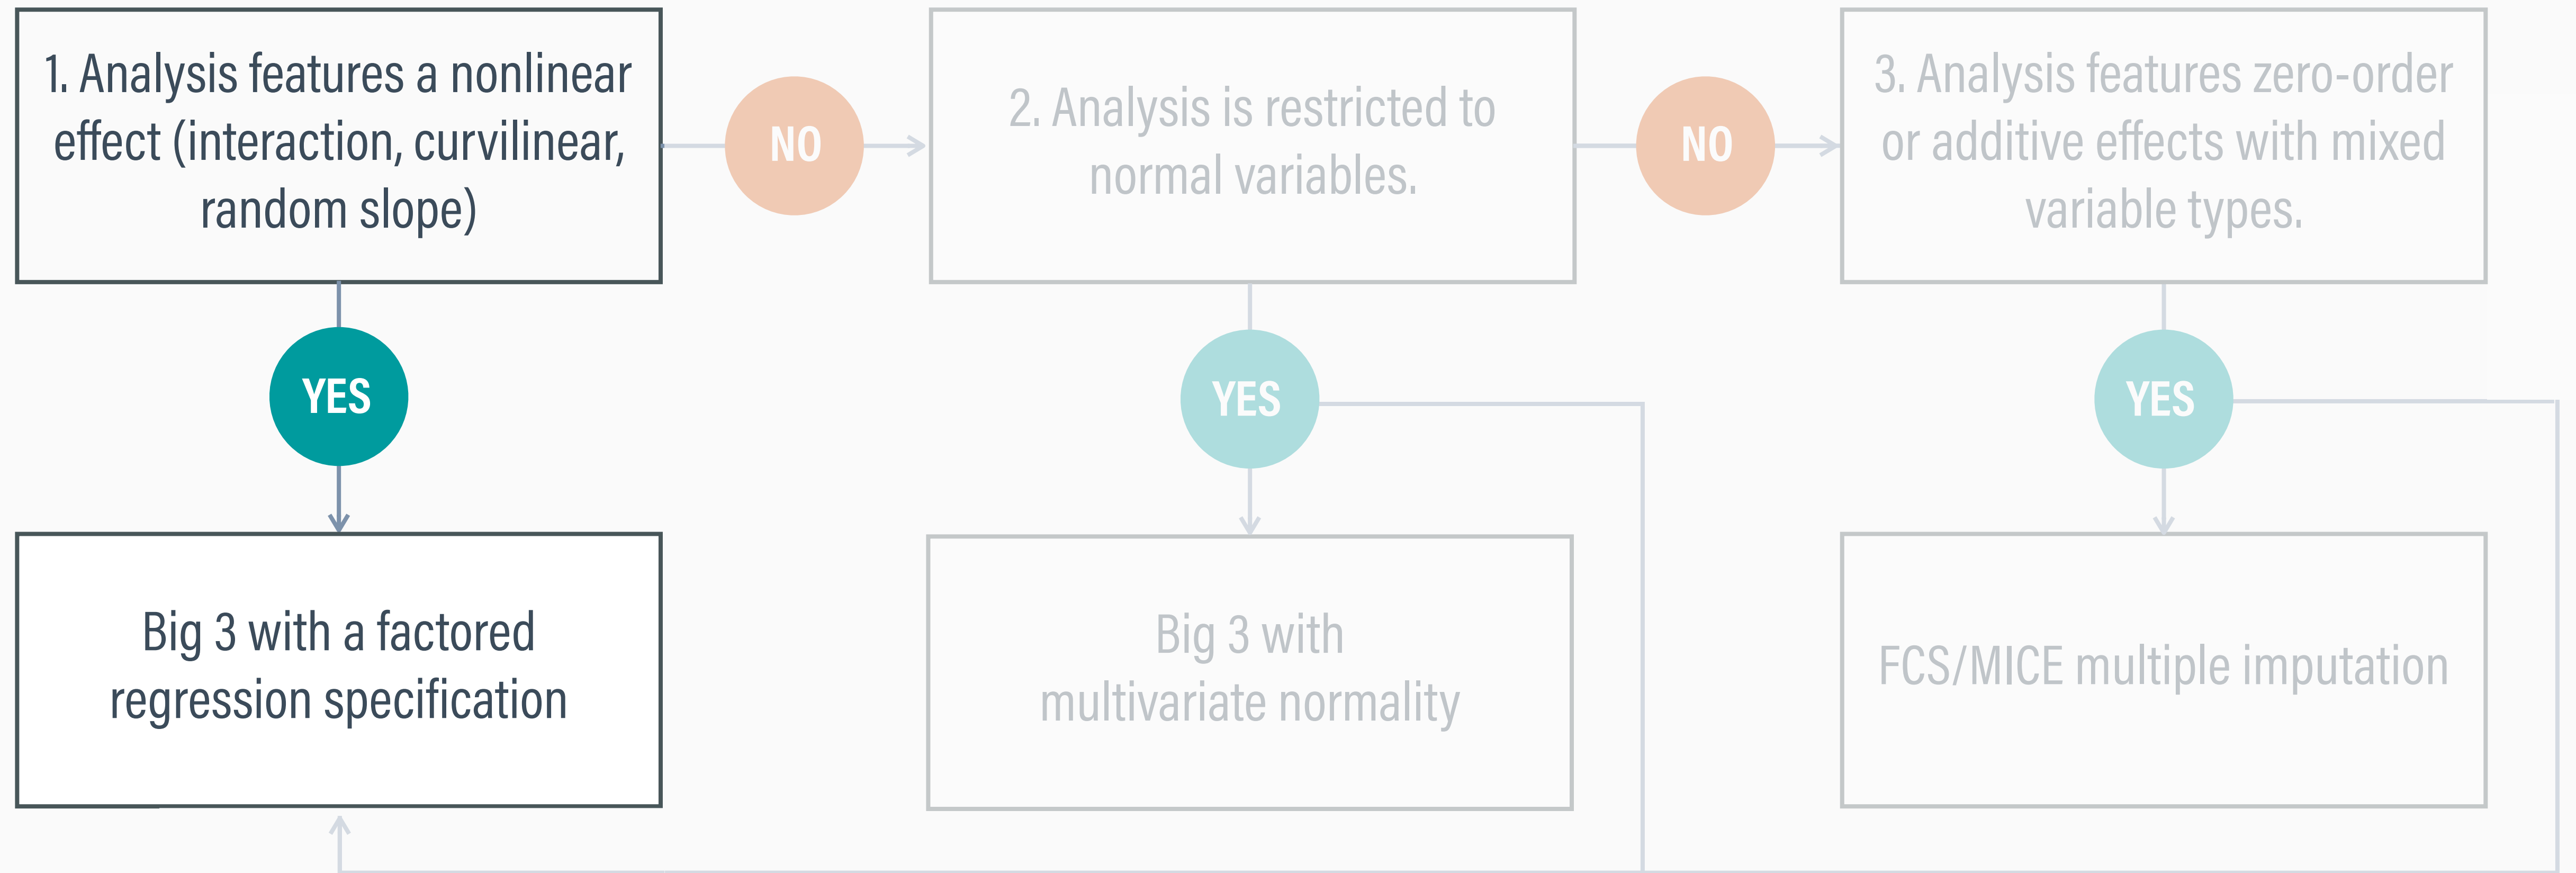 1. Analysis features a nonlinear
effect (interaction, curvilinear,
random slope)
NO
2. Analysis is restricted to
normal variables.
NO
3. Analysis features zero-order
or additive effects with mixed
variable types.
YES
YES
YES
Big 3 with a factored
regression specification
Big 3 with
multivariate normality
FCS/MICE multiple imputation